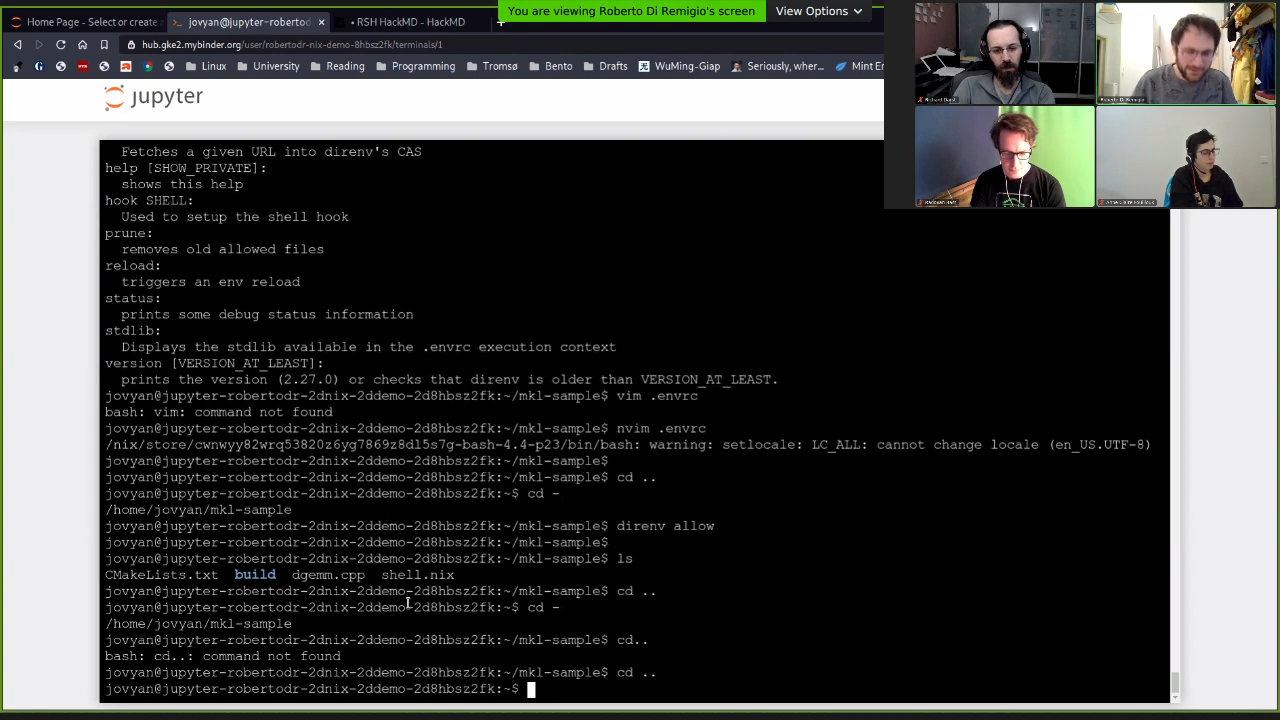 You are viewing Roberto Di Remigio's screen
View Options
Home Page - Select or create
jovyan@jupyter-roberto
RSH HackMD - HackMD
hub.gke2.mybinder.org/user/robertodr-nix-demo-8hbsz2fk/terminals/1
Linux University Reading Programming Tromsø Bento Drafts WuMing-Giap Seriously, wher... Mint En
jupyter
Richard Darst
Roberto Di Remigio
Radovan Bast
Fetches a given URL into direnv's CAS
help [SHOW_PRIVATE]:
shows this help
hook SHELL:
Used to setup the shell hook
prune:
removes old allowed files
reload:
triggers an env reload
status:
prints some debug status information
stdlib:
Displays the stdlib available in the .envrc execution context
version [VERSION_AT_LEAST]:
prints the version (2.27.0) or checks that direnv is older than VERSION_AT_LEAST.
jovyan@jupyter-robertodr-2dnix-2ddemo-2d8hbsz2fk:~/mkl-sample$ vim .envrc
bash: vim: command not found
jovyan@jupyter-robertodr-2dnix-2ddemo-2d8hbsz2fk:~/mkl-sample$ nvim .envrc
/nix/store/cwnwyy82wrq53820z6yg7869z8dl5s7g-bash-4.4-p23/bin/bash: warning: setlocale: LC_ALL: cannot change locale (en_US.UTF-8)
jovyan@jupyter-robertodr-2dnix-2ddemo-2d8hbsz2fk:~/mkl-sample$
jovyan@jupyter-robertodr-2dnix-2ddemo-2d8hbsz2fk:~/mkl-sample$ cd ..
jovyan@jupyter-robertodr-2dnix-2ddemo-2d8hbsz2fk:~$ cd -
/home/jovyan/mkl-sample
jovyan@jupyter-robertodr-2dnix-2ddemo-2d8hbsz2fk:~/mkl-sample$ direnv allow
jovyan@jupyter-robertodr-2dnix-2ddemo-2d8hbsz2fk:~/mkl-sample$
jovyan@jupyter-robertodr-2dnix-2ddemo-2d8hbsz2fk:~/mkl-sample$ ls
CMakeLists.txt build dgemm.cpp shell.nix
jovyan@jupyter-robertodr-2dnix-2ddemo-2d8hbsz2fk:~/mkl-sample$ cd ..
jovyan@jupyter-robertodr-2dnix-2ddemo-2d8hbsz2fk:~$ cd -
/home/jovyan/mkl-sample
jovyan@jupyter-robertodr-2dnix-2ddemo-2d8hbsz2fk:~/mkl-sample$ cd..
bash: cd..: command not found
jovyan@jupyter-robertodr-2dnix-2ddemo-2d8hbsz2fk:~/mkl-sample$ cd ..
jovyan@jupyter-robertodr-2dnix-2ddemo-2d8hbsz2fk:~$